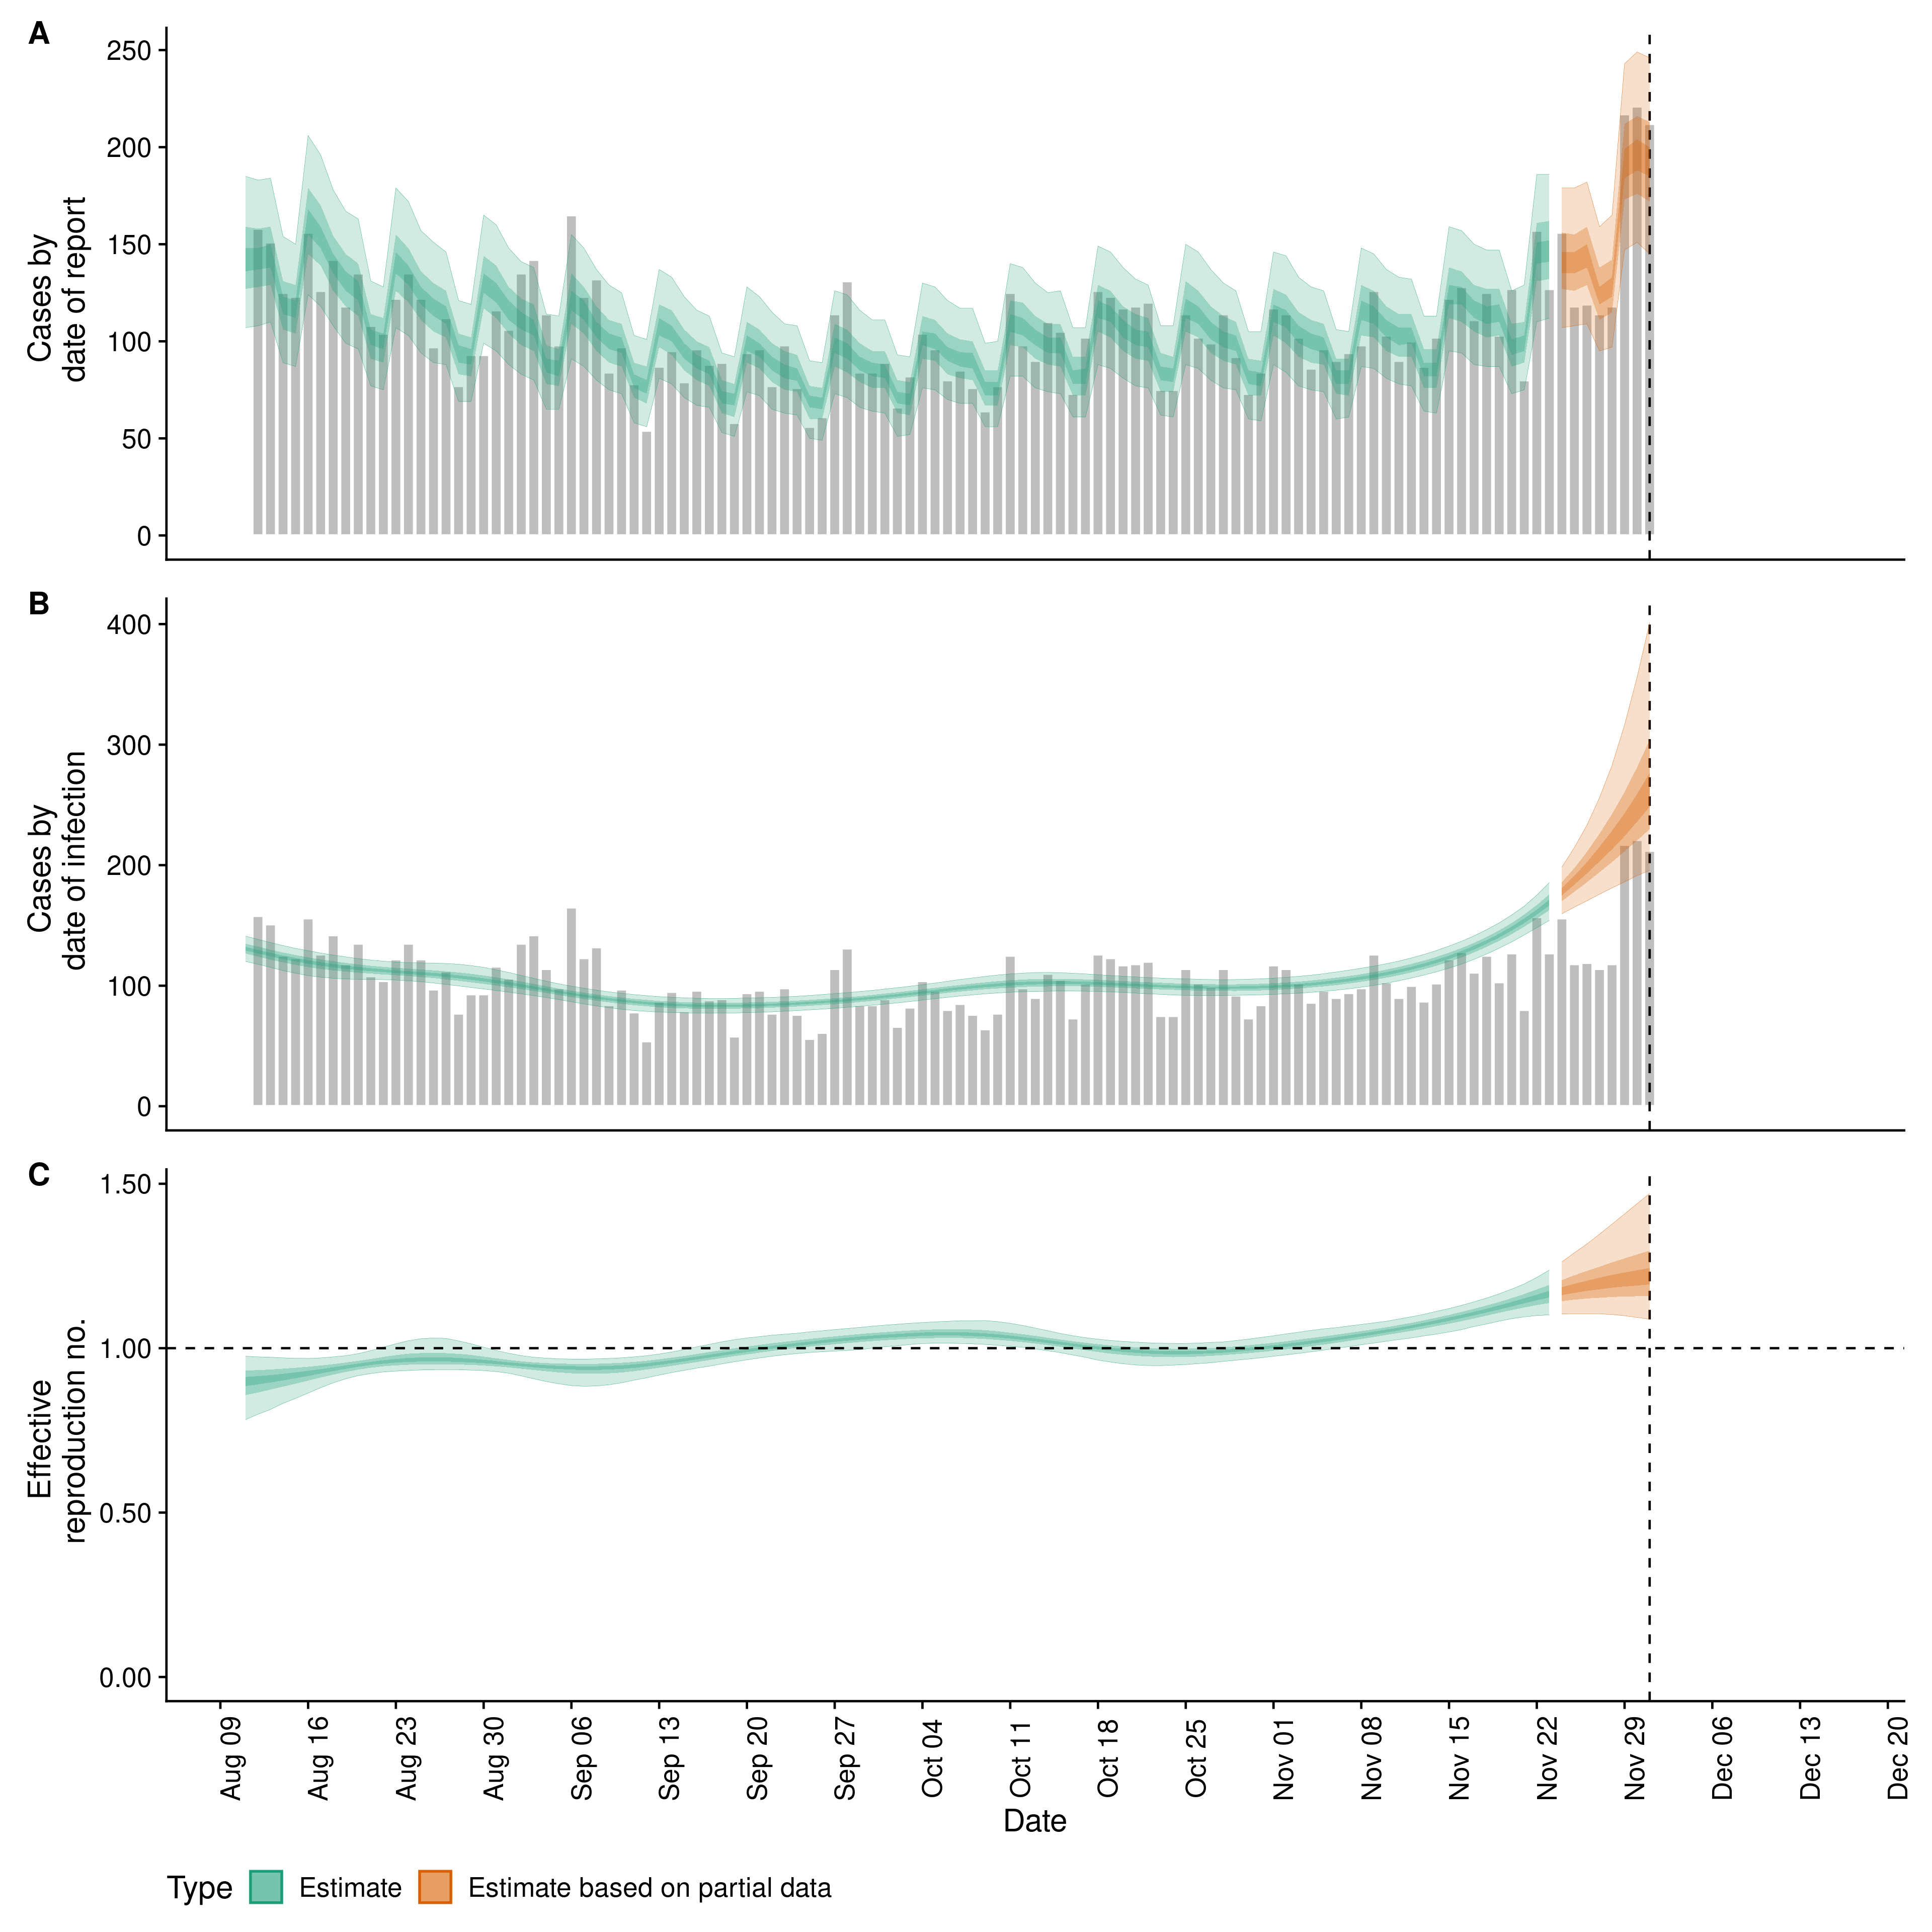 A
250
200
150
100
50
0
Cases by
date of report
B
400
300
200
100
0
Cases by
date of infection
C
1.50
1.00
0.50
0.00
Effective
reproduction no.
Aug 09
Aug 16
Aug 23
Aug 30
Sep 06
Sep 13
Sep 20
Sep 27
Oct 04
Oct 11
Oct 18
Oct 25
Nov 01
Nov 08
Nov 15
Nov 22
Nov 29
Dec 06
Dec 13
Dec 20
Date
Type Estimate Estimate based on partial data